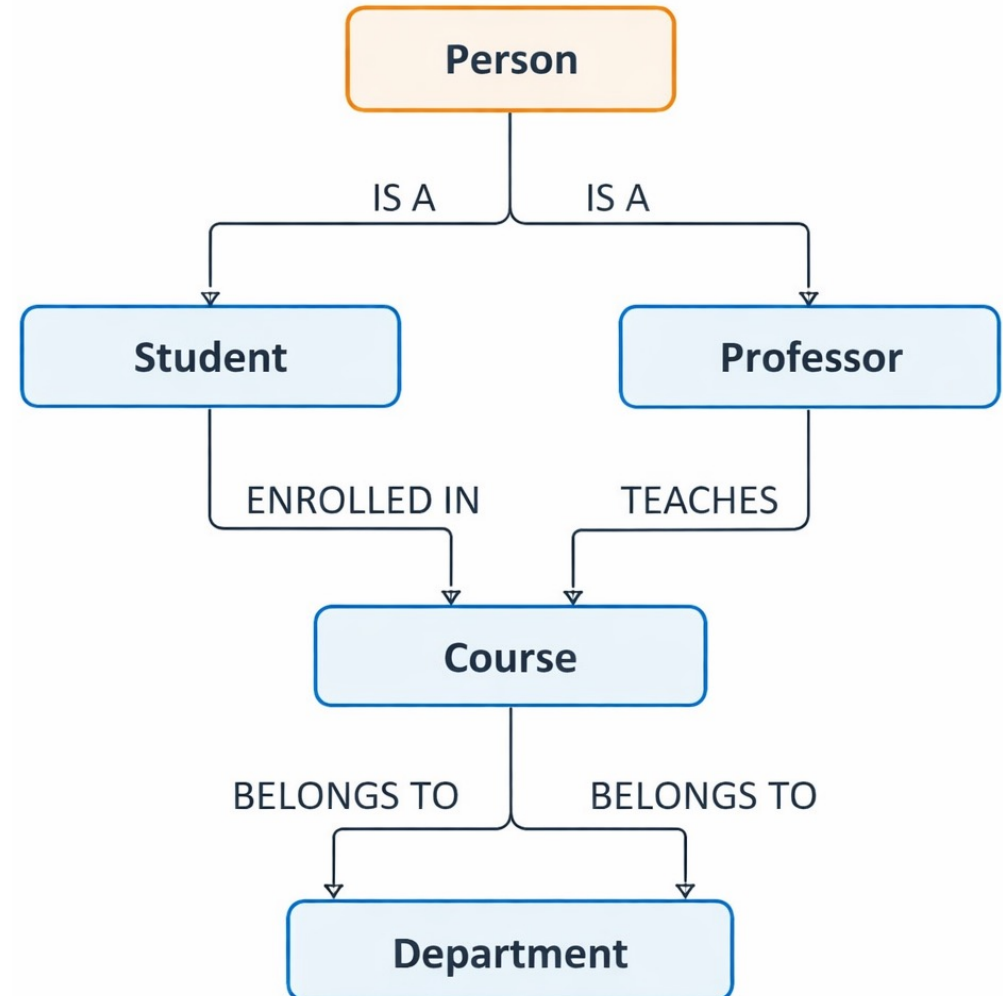 Person
IS A IS A
Student Professor
ENROLLED IN TEACHES
Course
BELONGS TO BELONGS TO
Department